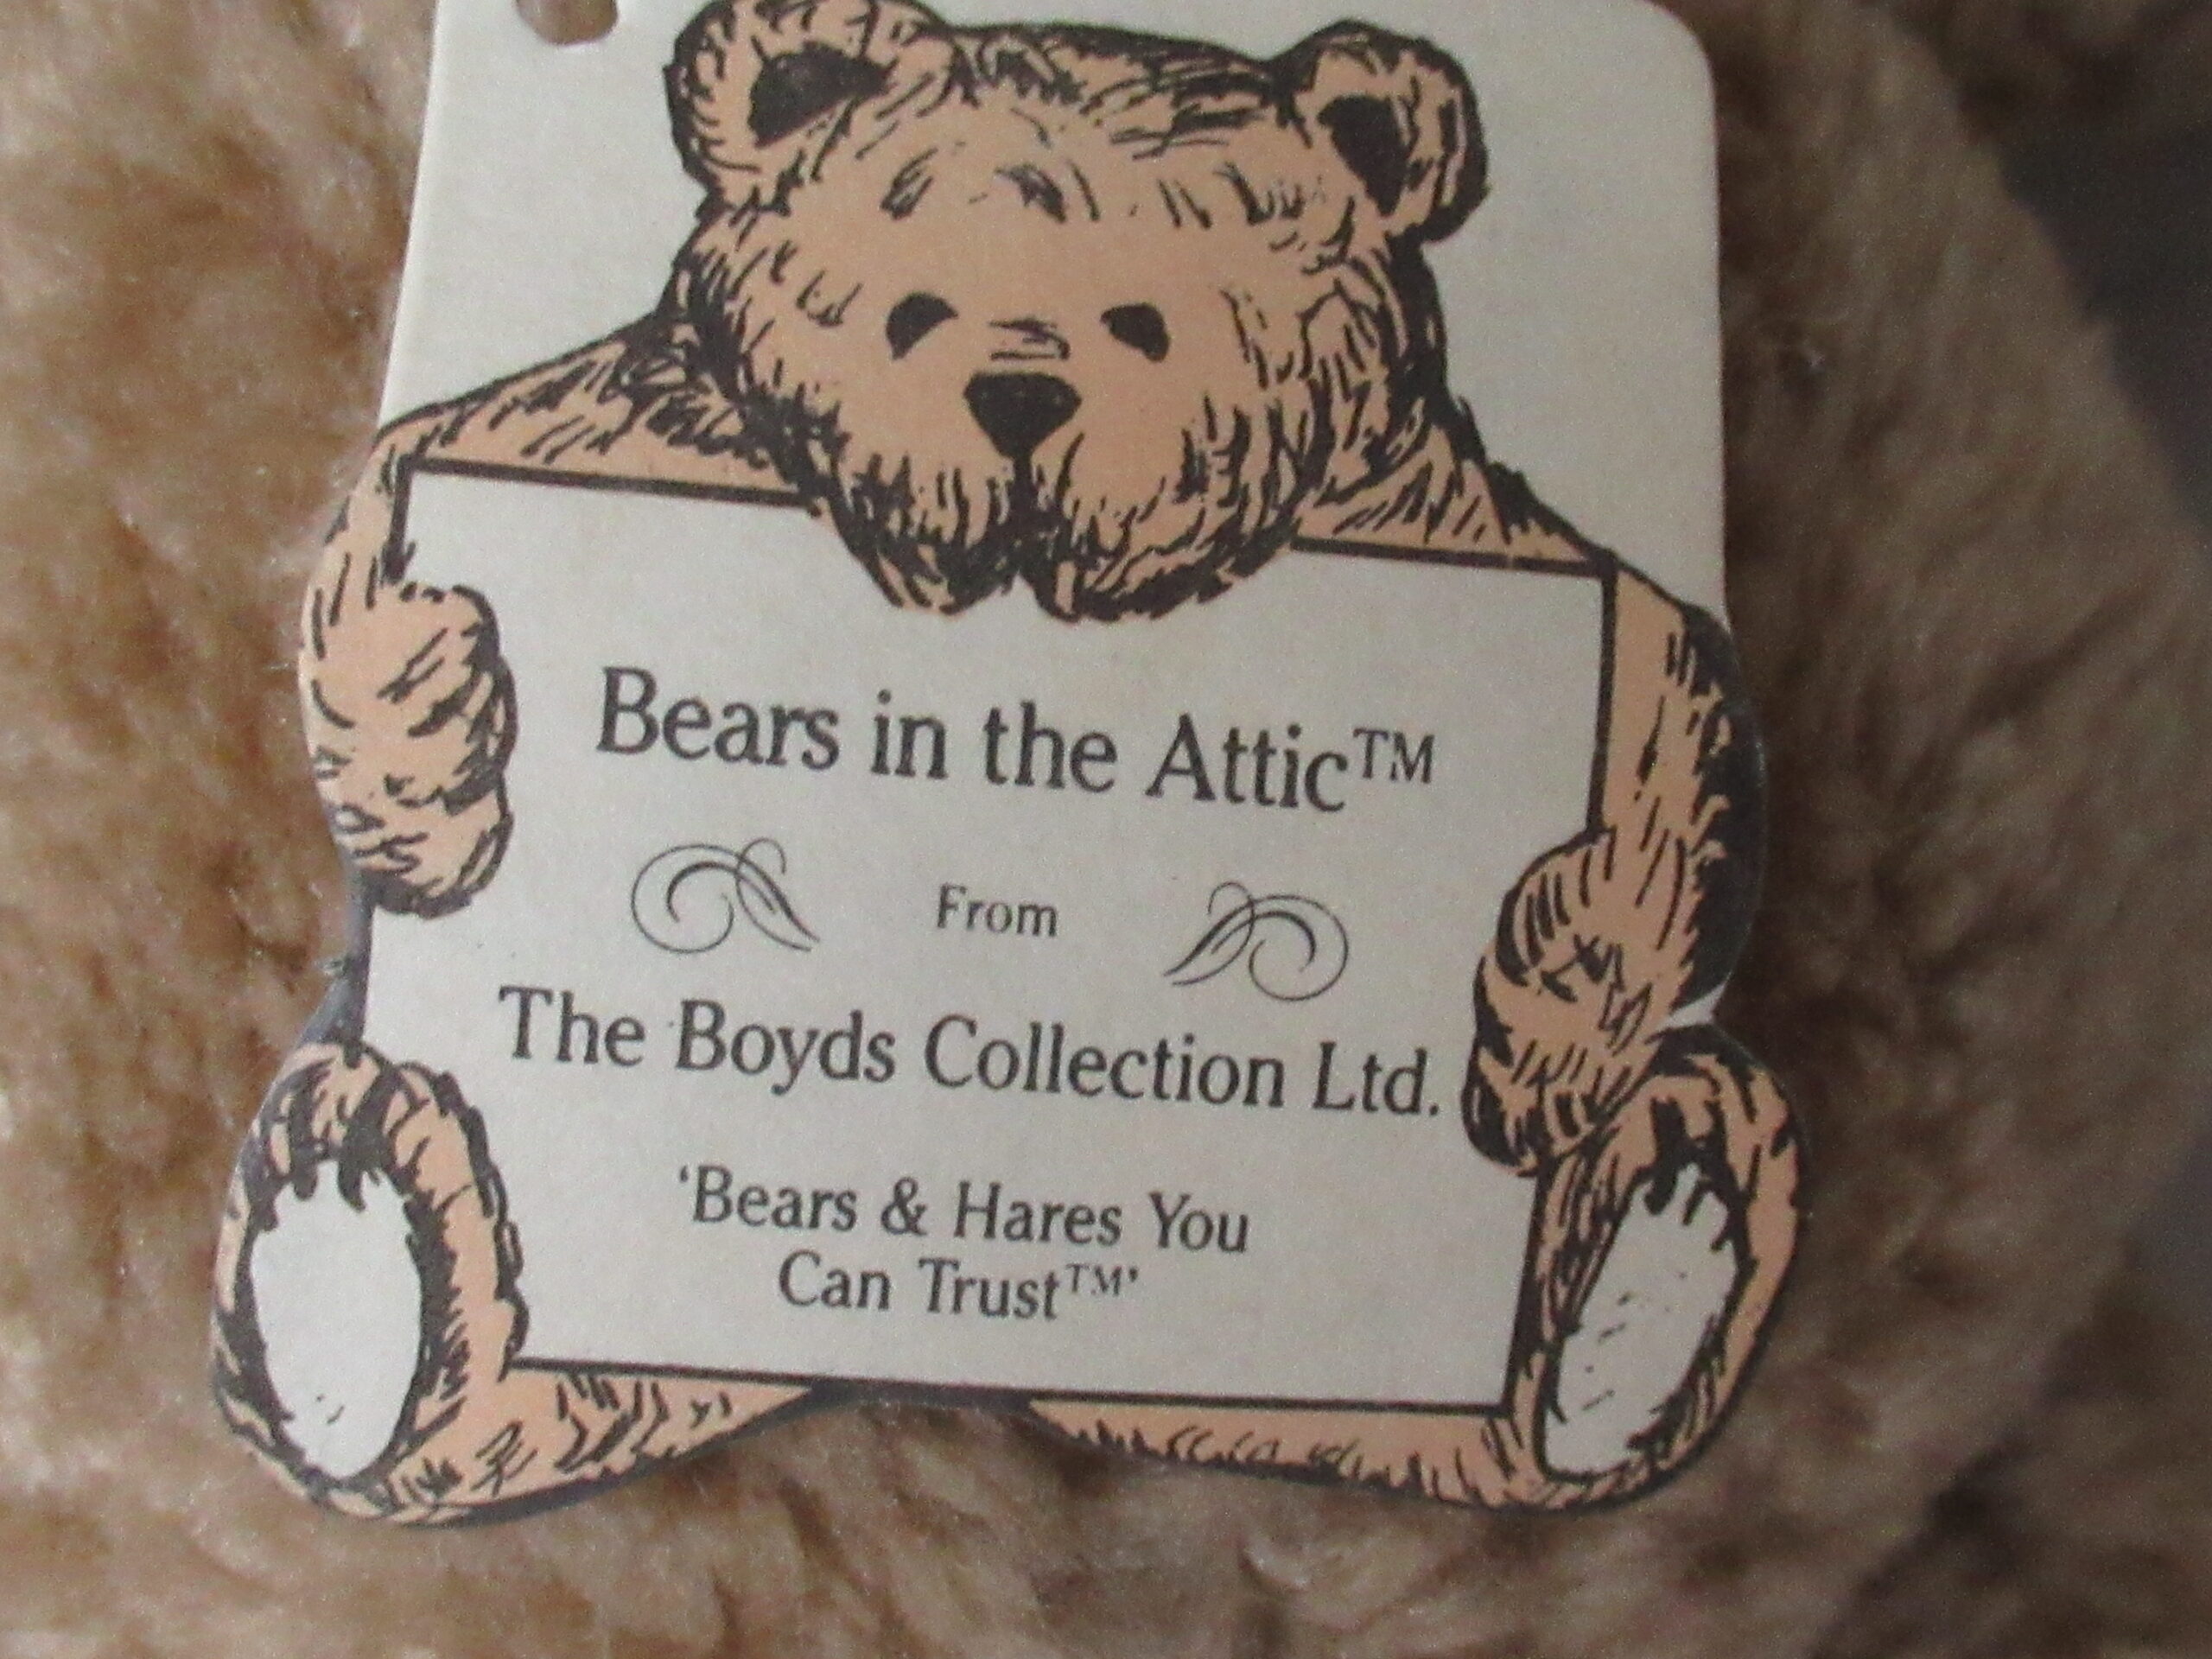 Bears in the Attic™
From
The Boyds Collection Ltd.
‘Bears & Hares You
Can Trust™’